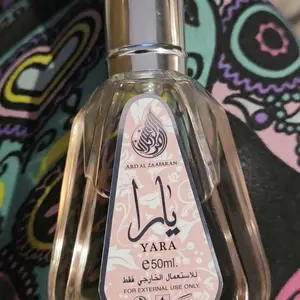 ARD AL ZAAFARAN
يارا
YARA
℮50ml.
للاستعمال الخارجي فقط
FOR EXTERNAL USE ONLY.